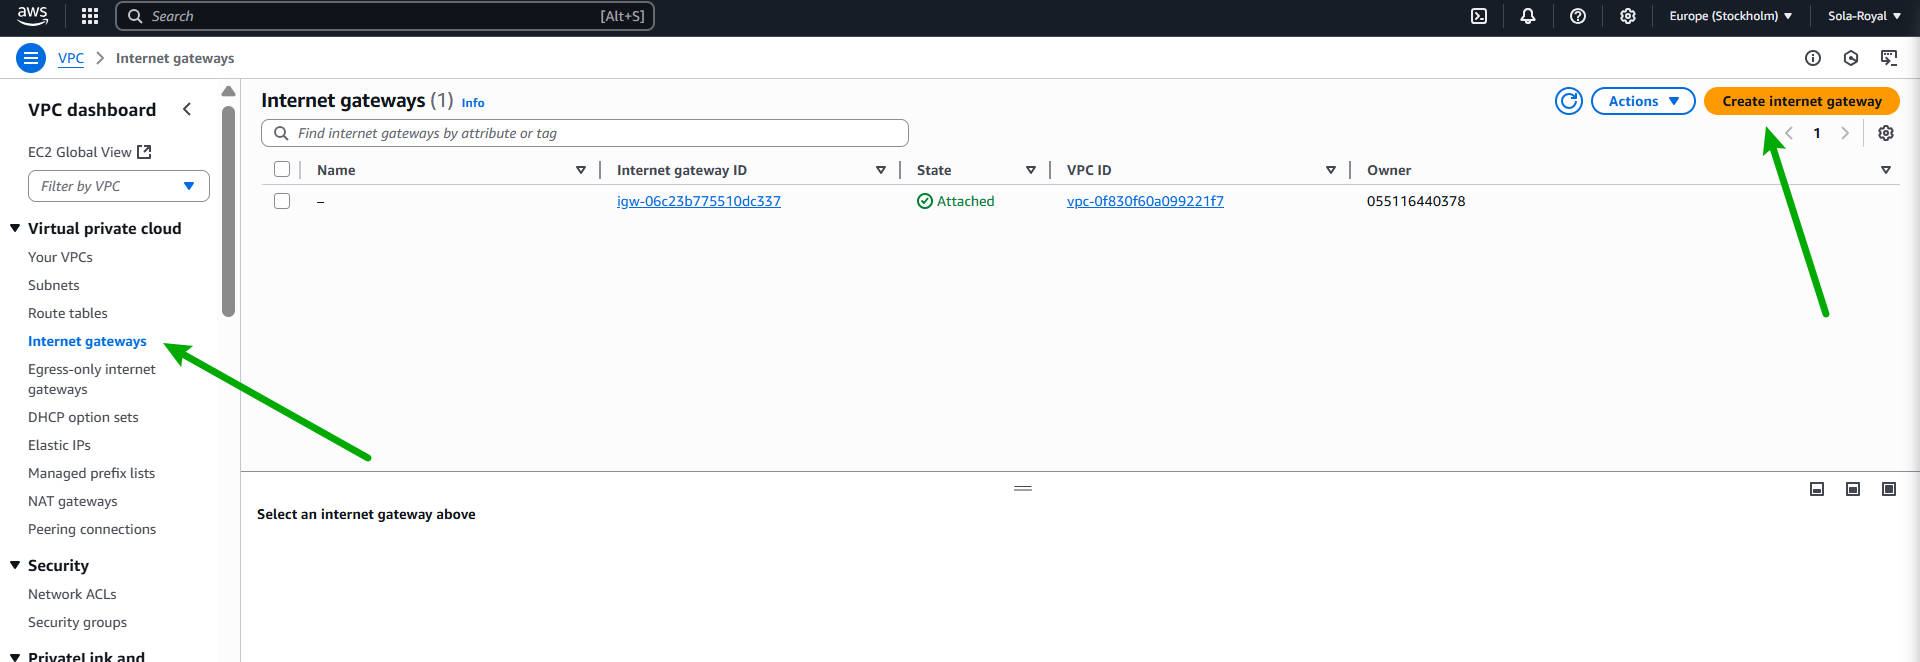 aws
Search [Alt+S] Europe (Stockholm) Sola-Royal
VPC Internet gateways
VPC dashboard
EC2 Global View
Filter by VPC
Virtual private cloud
Your VPCs
Subnets
Route tables
Internet gateways
Egress-only internet
gateways
DHCP option sets
Elastic IPs
Managed prefix lists
NAT gateways
Peering connections
Security
Network ACLs
Security groups
PrivateLink and
Internet gateways (1) Info
Actions Create internet gateway
Find internet gateways by attribute or tag
1
Name Internet gateway ID State VPC ID Owner
– igw-06c23b775510dc337 Attached vpc-0f830f60a099221f7 055116440378
Select an internet gateway above